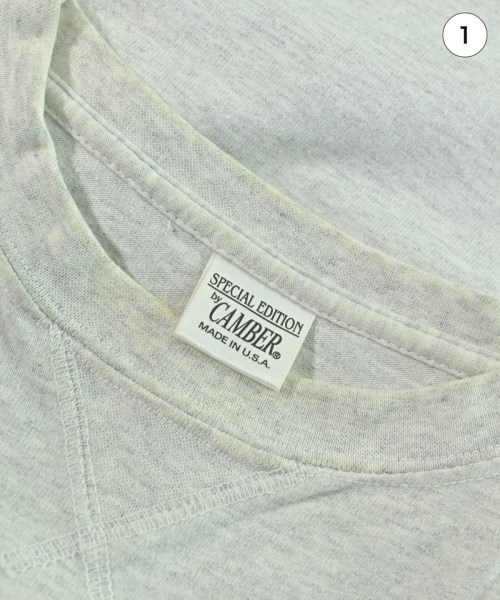 1
SPECIAL EDITION
by
CAMBER®
MADE IN U.S.A.